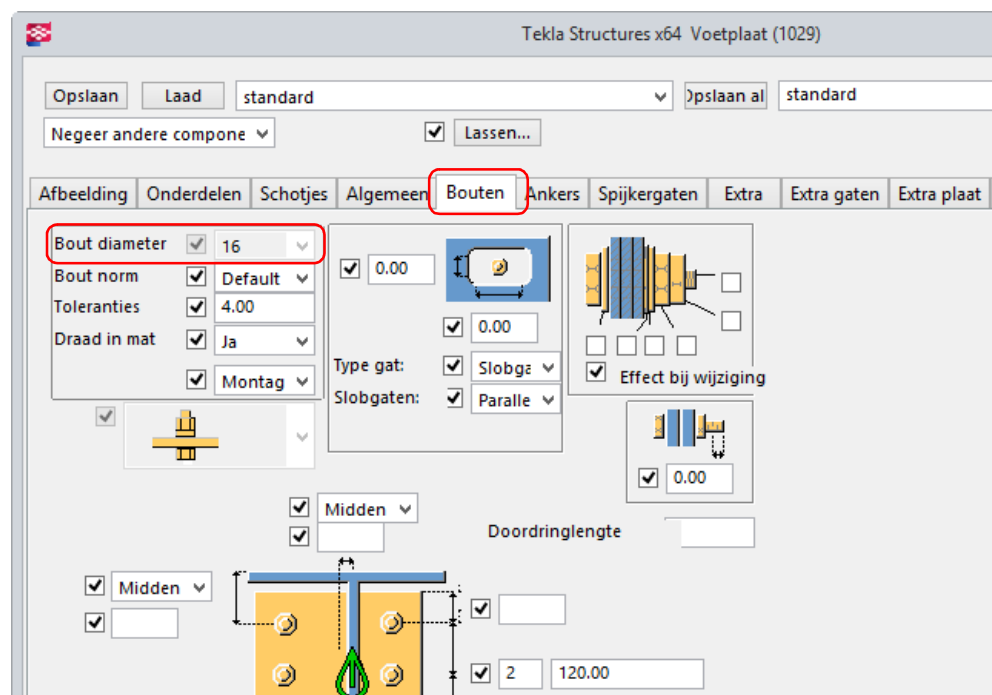 Tekla Structures x64 Voetplaat (1029)
Opslaan Laad standard Opslaan al standard
Negeer andere compone Lassen...
Afbeelding Onderdelen Schotjes Algemeen Bouten Ankers Spijkergaten Extra Extra gaten Extra plaat
Bout diameter 16
Bout norm Default
Toleranties 4.00
Draad in mat Ja
Montag
0.00
0.00
Type gat: Slobga
Slobgaten: Paralle
Effect bij wijziging
0.00
Midden
Doordringlengte
Midden
2 120.00